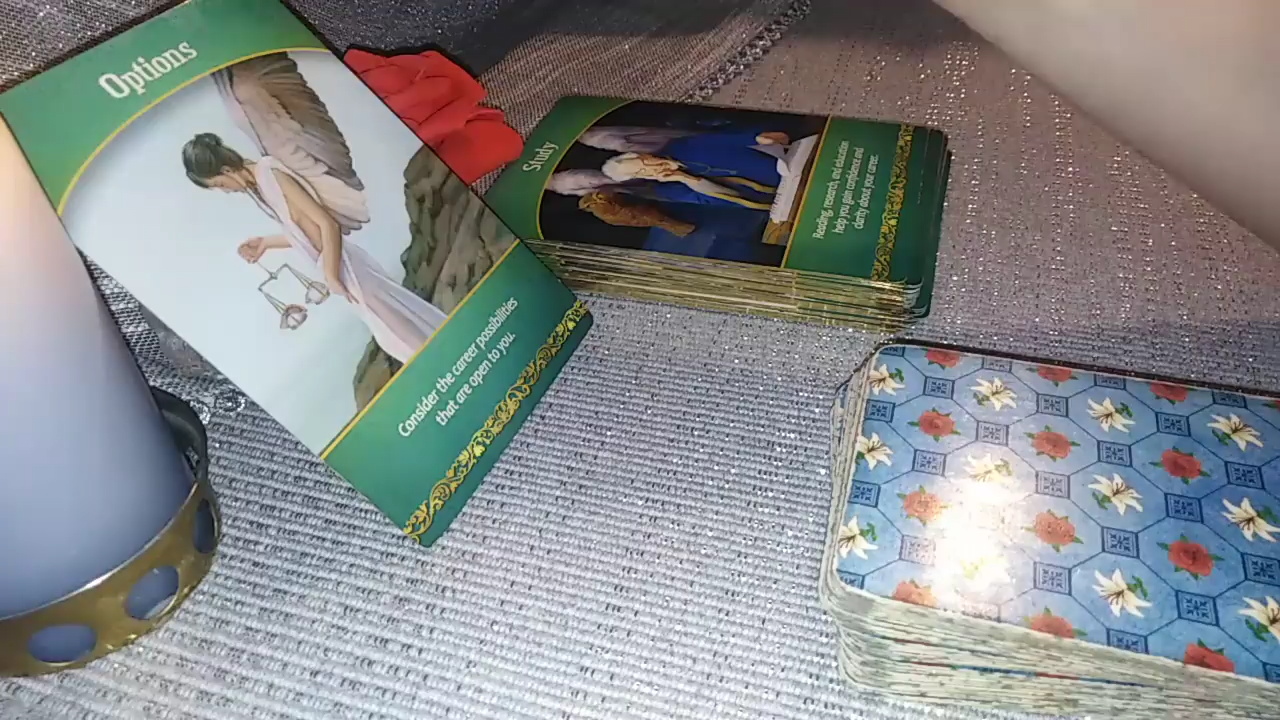 Options
Consider the career possibilities
that are open to you.
Study
Reading, research, and education
help you gain confidence and
clarity about your career.